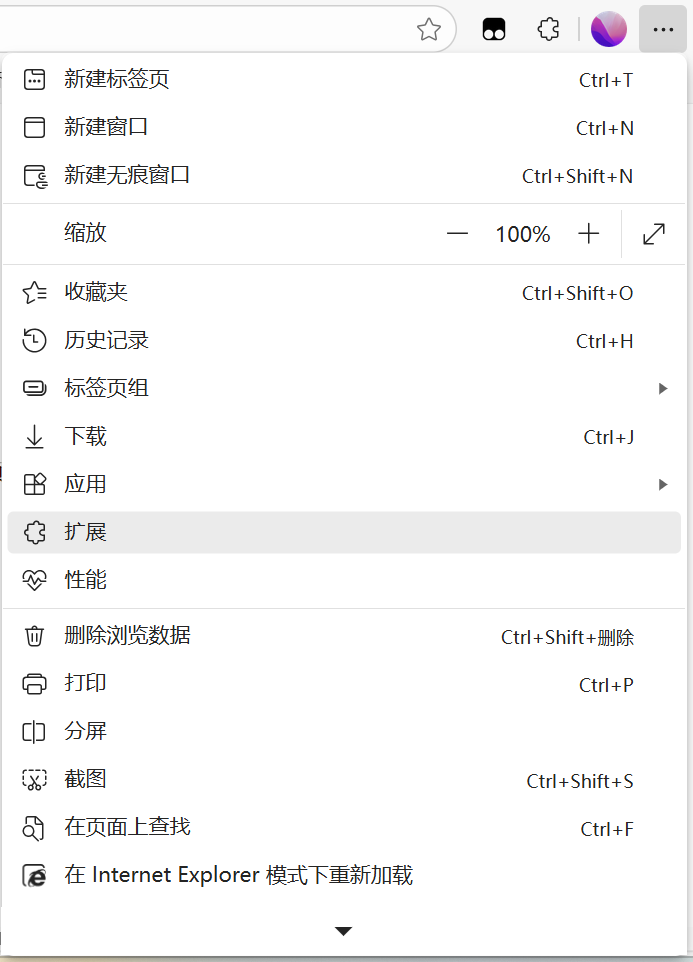 新建标签页 Ctrl+T
新建窗口 Ctrl+N
新建无痕窗口 Ctrl+Shift+N
缩放 100%
收藏夹 Ctrl+Shift+O
历史记录 Ctrl+H
标签页组
下载 Ctrl+J
应用
扩展
性能
删除浏览数据 Ctrl+Shift+删除
打印 Ctrl+P
分屏
截图 Ctrl+Shift+S
在页面上查找 Ctrl+F
在 Internet Explorer 模式下重新加载